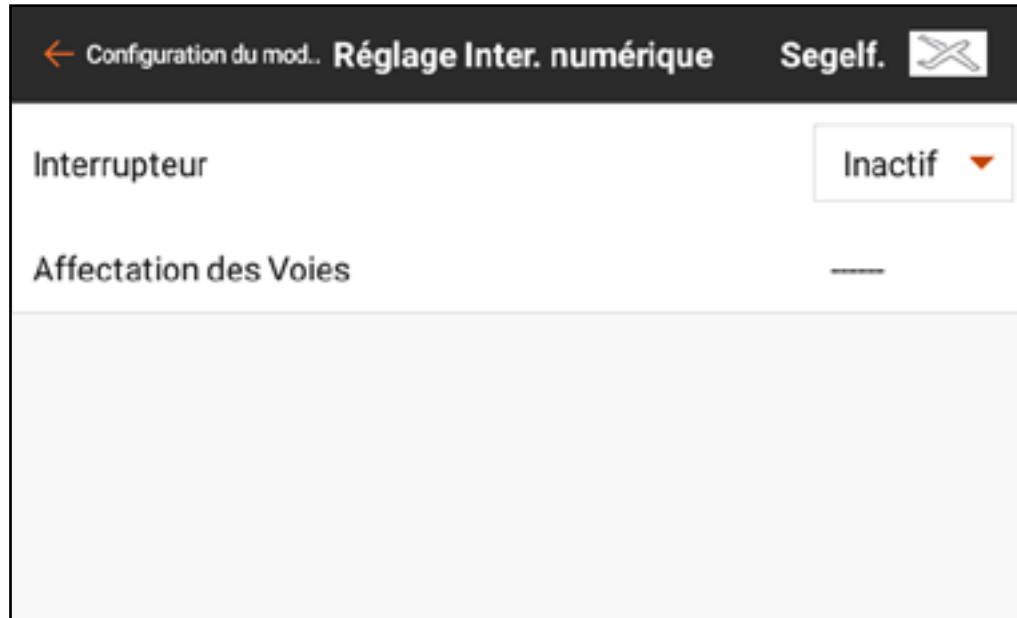 ← Configuration du mod.. Réglage Inter. numérique Segelf.
Interrupteur Inactif
Affectation des Voies ------